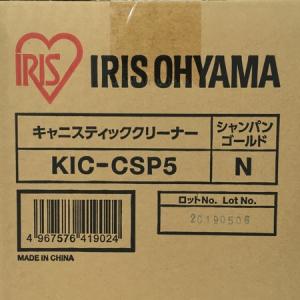 IRIS IRIS OHYAMA
キャニスティッククリーナー シャンパンゴールド
KIC-CSP5 N
ロットNo. Lot No.
20190506
4 967576 419024
MADE IN CHINA